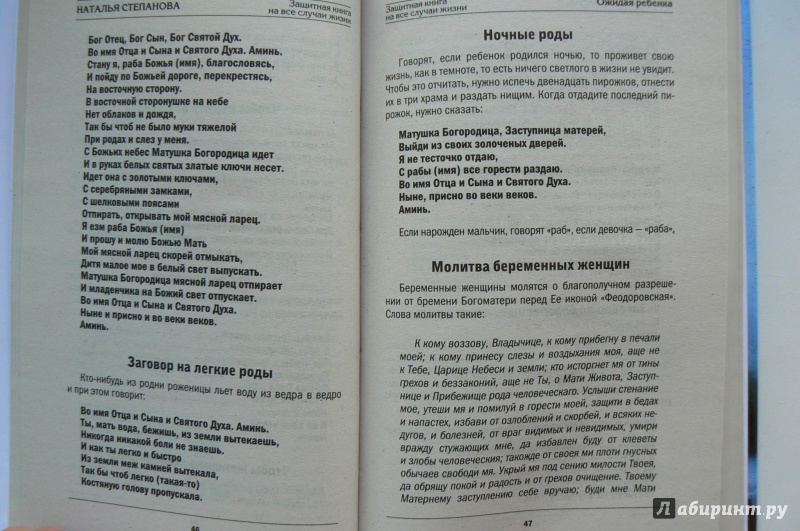 НАТАЛЬЯ СТЕПАНОВА
Защитная книга
на все случаи жизни
Бог Отец, Бог Сын, Бог Святой Дух.
Во имя Отца и Сына и Святого Духа. Аминь.
Стану я, раба Божья (имя), благословясь,
И пойду по Божьей дороге, перекрестясь,
На восточную сторону.
В восточной сторонушке на небе
Нет облаков и дождя,
Так бы чтоб не было муки тяжелой
При родах и слез у меня.
С Божьих небес Матушка Богородица идет
И в руках белых святых златые ключи несет.
Идет она с золотыми ключами,
С серебряными замками,
С шелковыми поясами
Отпирать, открывать мой мясной ларец.
Я езм раба Божья (имя)
И прошу и молю Божью Мать
Мой мясной ларец скорей отмыкать,
Дитя малое мое в белый свет выпускать.
Матушка Богородица мясной ларец отпирает
И младенчика на Божий свет отпускает.
Во имя Отца и Сына и Святого Духа.
Ныне и присно и во веки веков.
Аминь.
Заговор на легкие роды
Кто-нибудь из родни роженицы льет воду из ведра в ведро
и при этом говорит:
Во имя Отца и Сына и Святого Духа. Аминь.
Ты, мать вода, бежишь, из земли вытекаешь,
Никогда никакой боли не знаешь.
И как ты легко и быстро
Из земли меж камней вытекала,
Так бы чтоб легко (такая-то)
Костяную голову пропускала.
46
Защитная книга
на все случаи жизни
Ожидая ребенка
Ночные роды
Говорят, если ребенок родился ночью, то проживет свою
жизнь, как в темноте, то есть ничего светлого в жизни не увидит.
Чтобы это отчитать, нужно испечь двенадцать пирожков, отнести
их в три храма и раздать нищим. Когда отдадите последний пи-
рожок, нужно сказать:
Матушка Богородица, Заступница матерей,
Выйди из своих золоченых дверей.
Я не тесточко отдаю,
С рабы (имя) все горести раздаю.
Во имя Отца и Сына и Святого Духа.
Ныне, присно во веки веков.
Аминь.
Если нарожден мальчик, говорят «раб», если девочка – «раба»,
Молитва беременных женщин
Беременные женщины молятся о благополучном разреше-
нии от бремени Богоматери перед Ее иконой «Феодоровская».
Слова молитвы такие:
К кому воззову, Владычице, к кому прибегну в печали
моей; к кому принесу слезы и воздыхания моя, аще не
к Тебе, Царице Небеси и земли; кто исторгнет мя от тины
грехов и беззаконий, аще не Ты, о Мати Живота, Заступ-
нице и Прибежище рода человеческаго. Услыши стенание
мое, утеши мя и помилуй в горести моей, защити в бедах
и напастех, избави от озлоблений и скорбей, и всяких не-
дугов, и болезней, от враг видимых и невидимых, умири
вражду стужающих мне, да избавлен буду от клеветы
и злобы человеческия; такожде от своея ми плоти гнусных
обычаев свободи мя. Укрый мя под сению милости Твоея,
да обрящу покой и радость и от грехов очищение. Твоему
Матернему заступлению себе вручаю; буди мне Мати
47
Лабиринт.ру